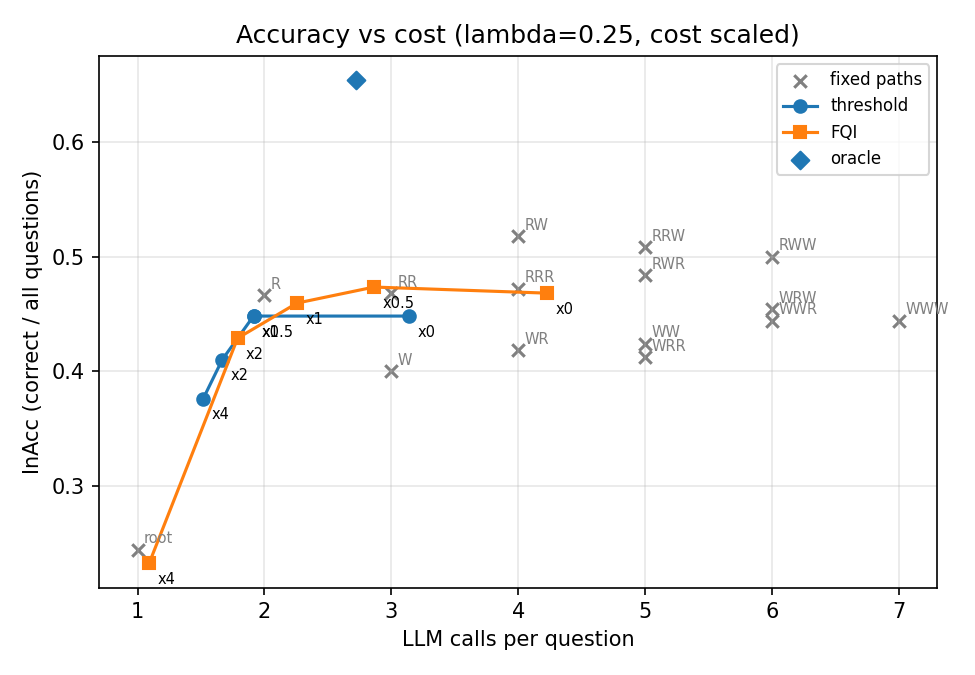 Accuracy vs cost (lambda=0.25, cost scaled)
fixed paths
threshold
FQI
oracle
InAcc (correct / all questions)
0.6
0.5
0.4
0.3
RW
RRW
RWW
RWR
R
RR
RRR
WRW
WWR
WWW
WW
WRR
WR
W
root
x0.5
x0
x1
x0
x1
x0.5
x2
x2
x4
x4
1
2
3
4
5
6
7
LLM calls per question